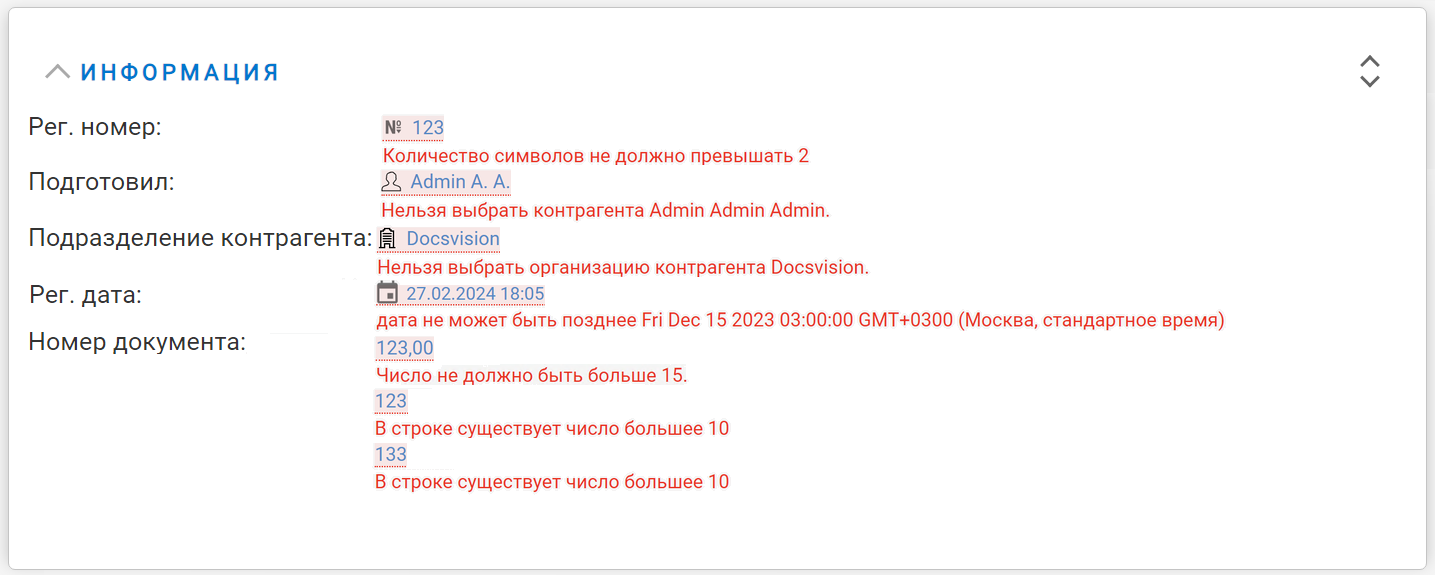 ИНФОРМАЦИЯ
Рег. номер: № 123
Количество символов не должно превышать 2
Подготовил: Admin A. A.
Нельзя выбрать контрагента Admin Admin Admin.
Подразделение контрагента: Docsvision
Нельзя выбрать организацию контрагента Docsvision.
Рег. дата: 27.02.2024 18:05
дата не может быть позднее Fri Dec 15 2023 03:00:00 GMT+0300 (Москва, стандартное время)
Номер документа: 123,00
Число не должно быть больше 15.
123
В строке существует число большее 10
133
В строке существует число большее 10